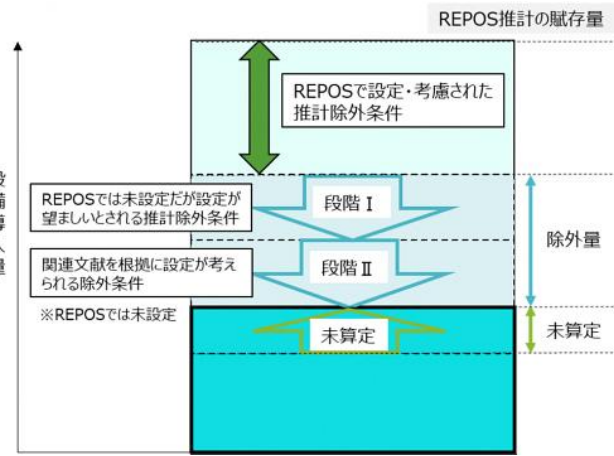 REPOS推計の賦存量
REPOSで設定・考慮された
推計除外条件
REPOSでは未設定だが設定が
望ましいとされる推計除外条件
段階Ⅰ
除外量
関連文献を根拠に設定が考え
られる除外条件
段階Ⅱ
※REPOSでは未設定
未算定
未算定